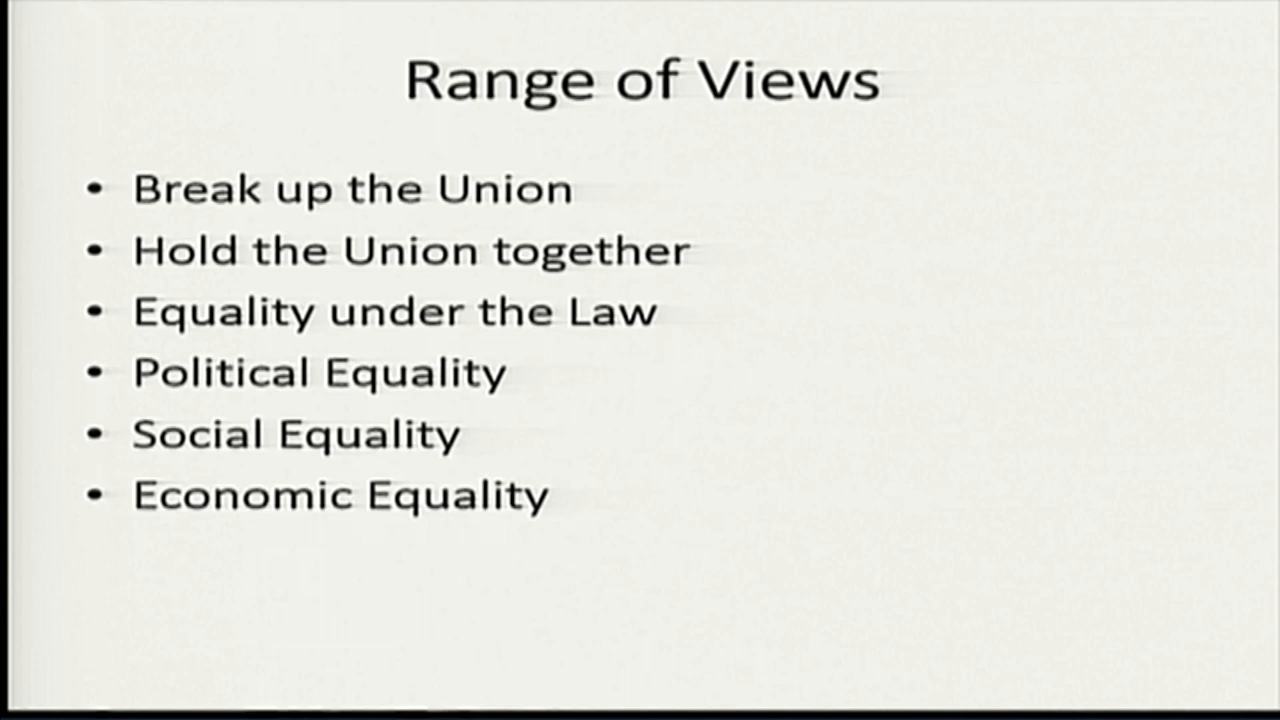 Range of Views
• Break up the Union
• Hold the Union together
• Equality under the Law
• Political Equality
• Social Equality
• Economic Equality